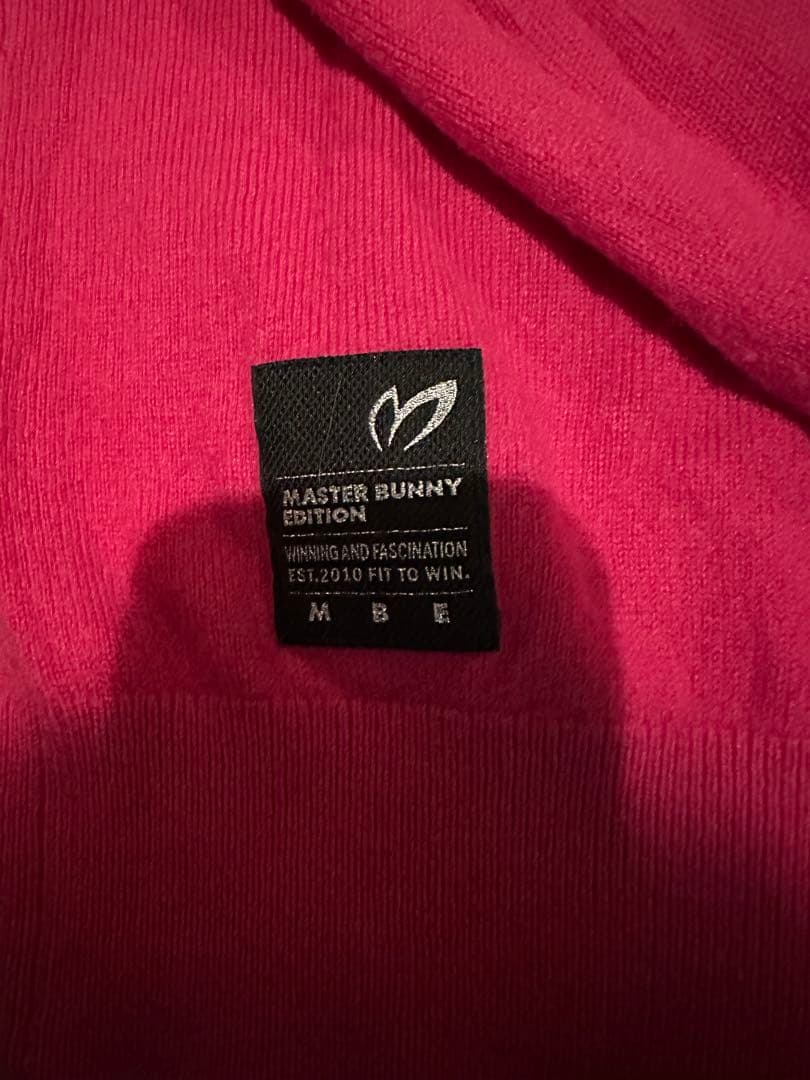 MASTER BUNNY
EDITION
WINNING AND FASCINATION
EST.2010 FIT TO WIN.
M B E